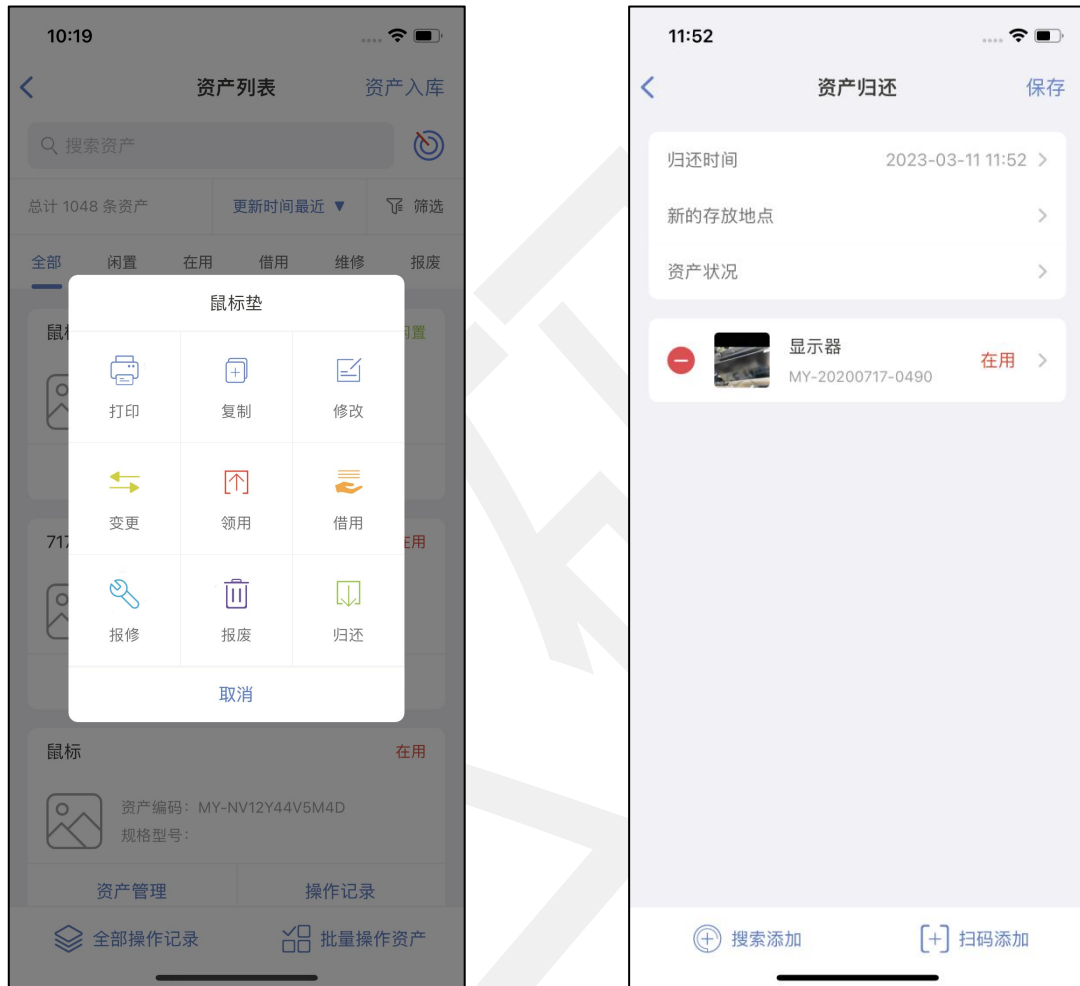 10:19
资产列表
资产入库
搜索资产
总计 1048 条资产
更新时间最近 ▼
筛选
全部
闲置
在用
借用
维修
报废
鼠标垫
打印
复制
修改
变更
领用
借用
报修
报废
归还
取消
717
在用
鼠标
在用
资产编码：MY-NV12Y44V5M4D
规格型号：
资产管理
操作记录
全部操作记录
批量操作资产
11:52
资产归还
保存
归还时间
2023-03-11 11:52
新的存放地点
资产状况
显示器
MY-20200717-0490
在用
搜索添加
扫码添加